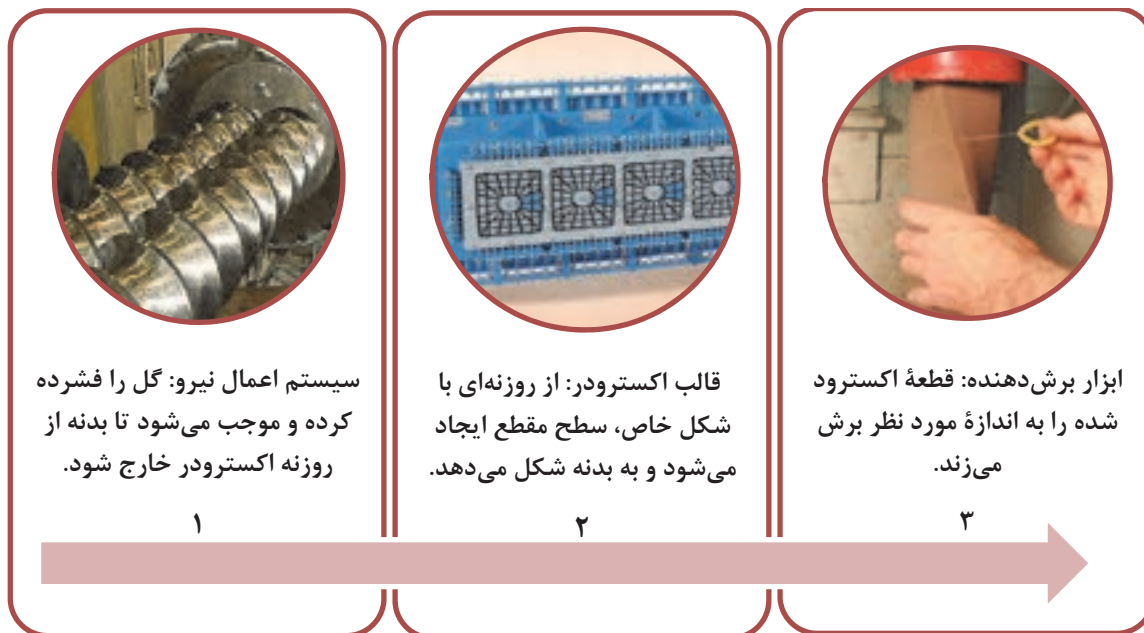 سیستم اعمال نیرو: گل را فشرده
کرده و موجب می‌شود تا بدنه از
روزنه اکسترودر خارج شود.
۱
قالب اکسترودر: از روزنه‌ای با
شکل خاص، سطح مقطع ایجاد
می‌شود و به بدنه شکل می‌دهد.
۲
ابزار برش‌دهنده: قطعهٔ اکسترود
شده را به اندازهٔ مورد نظر برش
می‌زند.
۳